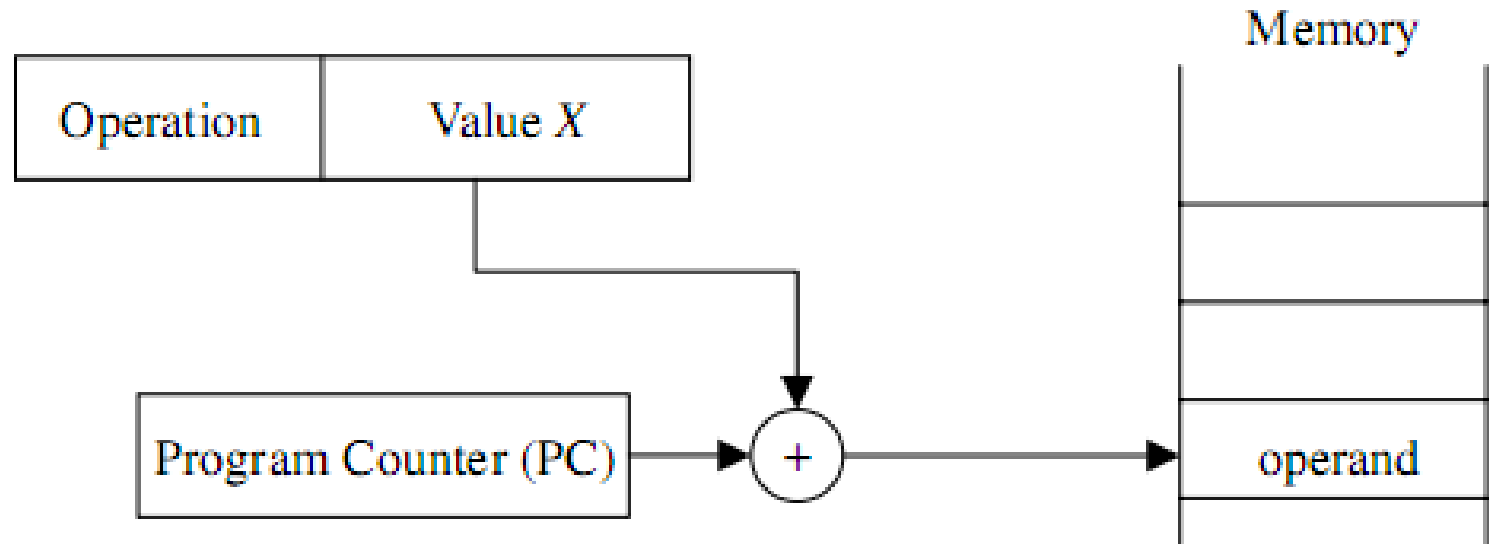 Memory
Operation
Value X
Program Counter (PC)
+
operand